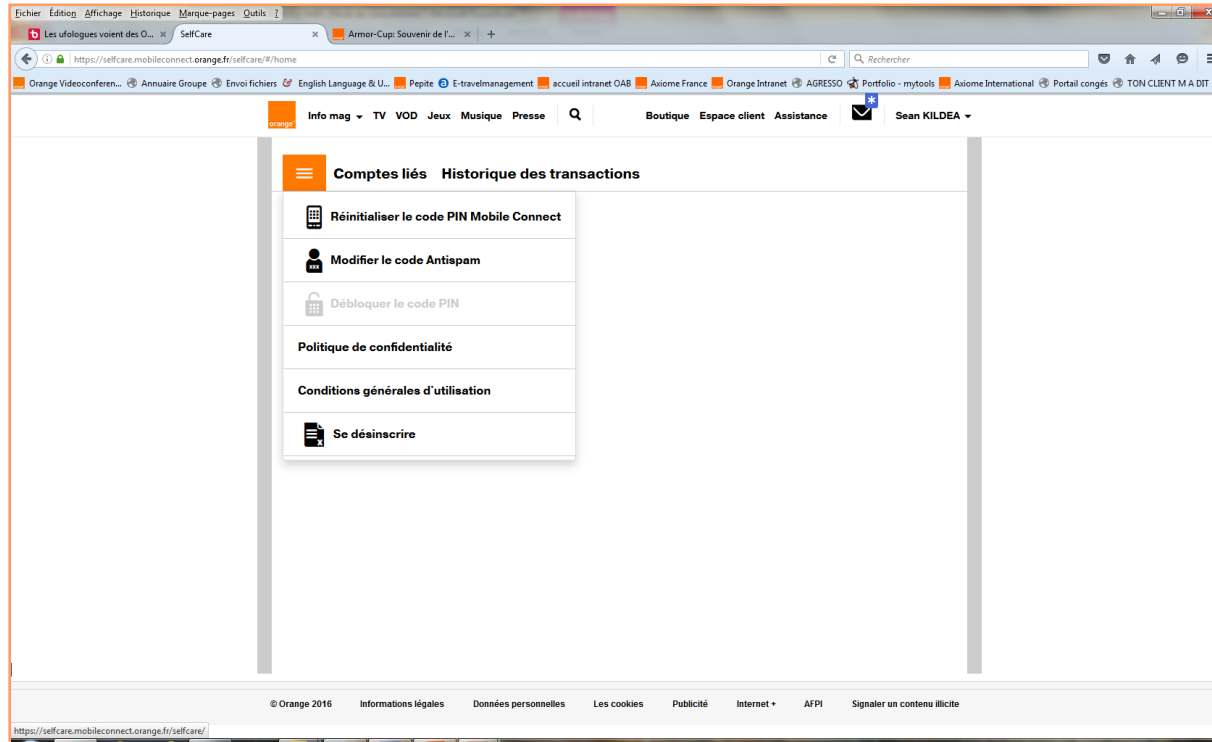 Fichier Édition Affichage Historique Marque-pages Outils ?
Les ufologues voient des O... × SelfCare × Armor-Cup: Souvenir de l'... × +
https://selfcare.mobileconnect.orange.fr/selfcare/#/home Rechercher
Orange Videoconferen... Annuaire Groupe Envoi fichiers English Language & U... Pepite E-travelmanagement accueil intranet OAB Axiome France Orange Intranet AGRESSO Portfolio - mytools Axiome International Portail congés TON CLIENT M A DIT
orange Info mag TV VOD Jeux Musique Presse Boutique Espace client Assistance * Sean KILDEA
Comptes liés Historique des transactions
Réinitialiser le code PIN Mobile Connect
xxx Modifier le code Antispam
Débloquer le code PIN
Politique de confidentialité
Conditions générales d'utilisation
Se désinscrire
© Orange 2016 Informations légales Données personnelles Les cookies Publicité Internet + AFPI Signaler un contenu illicite
https://selfcare.mobileconnect.orange.fr/selfcare/